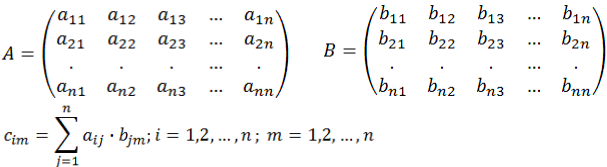 A = ( a₁₁ a₁₂ a₁₃ ... a₁ₙ
a₂₁ a₂₂ a₂₃ ... a₂ₙ
. . . ... .
aₙ₁ aₙ₂ aₙ₃ ... aₙₙ )
B = ( b₁₁ b₁₂ b₁₃ ... b₁ₙ
b₂₁ b₂₂ b₂₃ ... b₂ₙ
. . . ... .
bₙ₁ bₙ₂ bₙ₃ ... bₙₙ )
cᵢₘ = ∑ⁿⱼ₌₁ aᵢⱼ · bⱼₘ; i = 1,2, ..., n; m = 1,2, ..., n